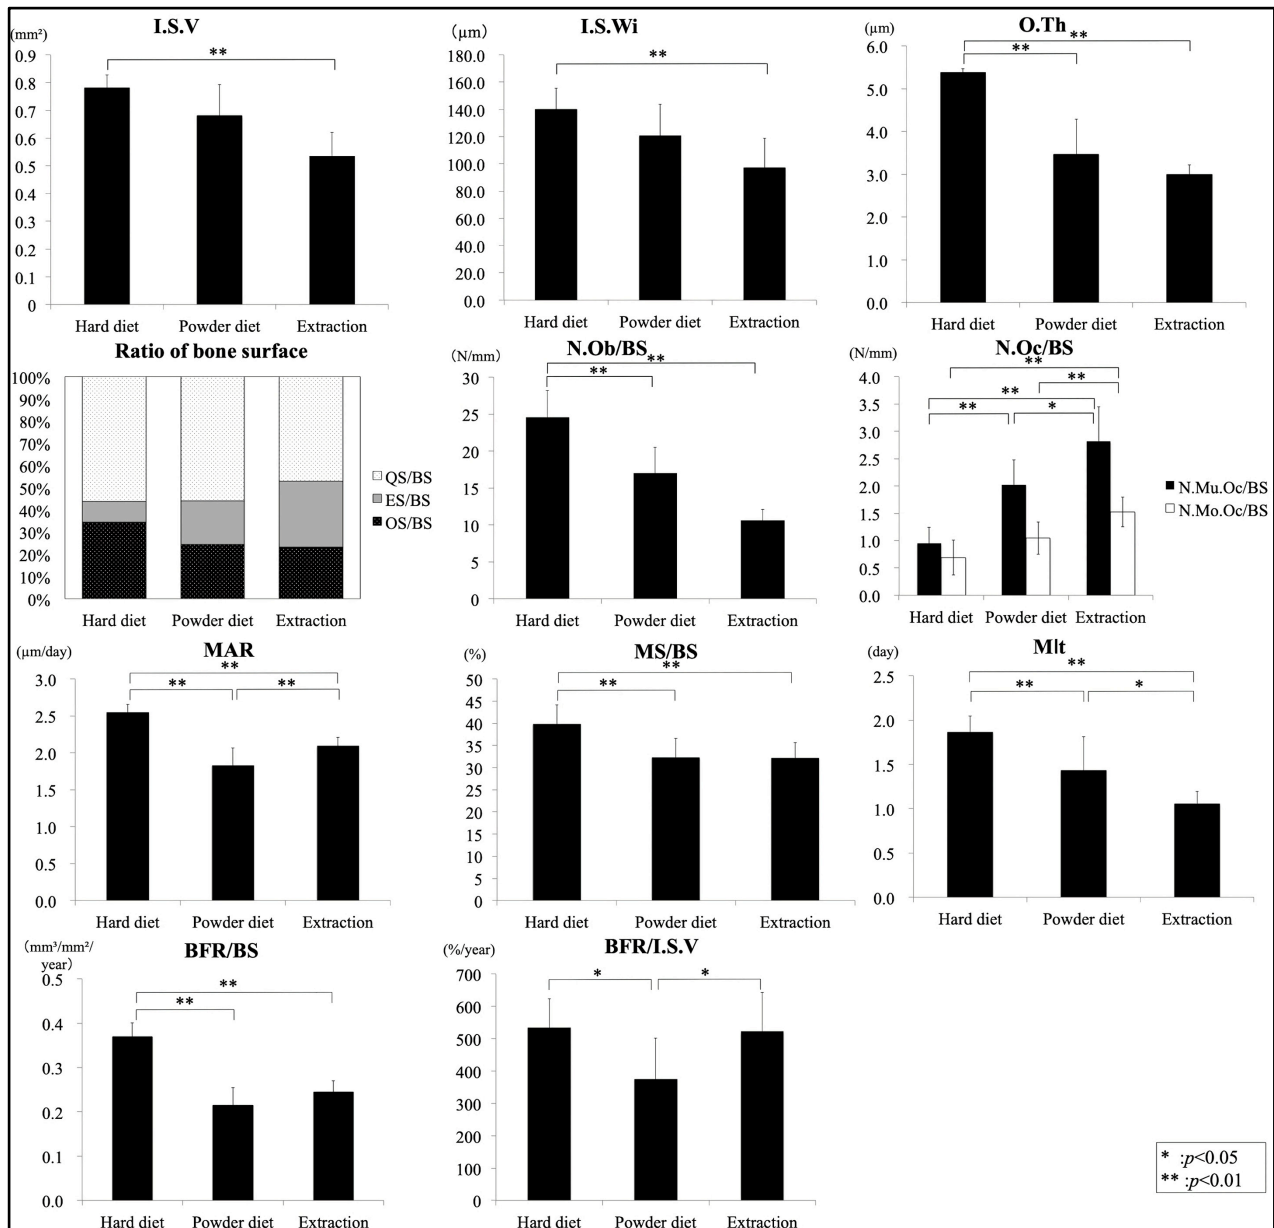 I.S.V
(mm²)
**
0.9
0.8
0.7
0.6
0.5
0.4
0.3
0.2
0.1
0
Hard diet Powder diet Extraction
I.S.Wi
(µm)
**
180.0
160.0
140.0
120.0
100.0
80.0
60.0
40.0
20.0
0.0
Hard diet Powder diet Extraction
O.Th
(µm)
**
**
6.0
5.0
4.0
3.0
2.0
1.0
0.0
Hard diet Powder diet Extraction
Ratio of bone surface
100%
90%
80%
70%
60%
50%
40%
30%
20%
10%
0%
QS/BS
ES/BS
OS/BS
Hard diet Powder diet Extraction
N.Ob/BS
(N/mm)
**
**
30
25
20
15
10
5
0
Hard diet Powder diet Extraction
N.Oc/BS
(N/mm)
**
**
**
** *
4.0
3.5
3.0
2.5
2.0
1.5
1.0
0.5
0.0
N.Mu.Oc/BS
N.Mo.Oc/BS
Hard diet Powder diet Extraction
MAR
(µm/day)
**
** **
3.0
2.5
2.0
1.5
1.0
0.5
0.0
Hard diet Powder diet Extraction
MS/BS
(%)
**
**
50
45
40
35
30
25
20
15
10
5
0
Hard diet Powder diet Extraction
Mlt
(day)
**
** *
2.5
2.0
1.5
1.0
0.5
0.0
Hard diet Powder diet Extraction
BFR/BS
(mm³/mm²/
year)
**
**
0.5
0.4
0.3
0.2
0.1
0.0
Hard diet Powder diet Extraction
BFR/I.S.V
(%/year)
* *
700
600
500
400
300
200
100
0
Hard diet Powder diet Extraction
* :p<0.05
** :p<0.01